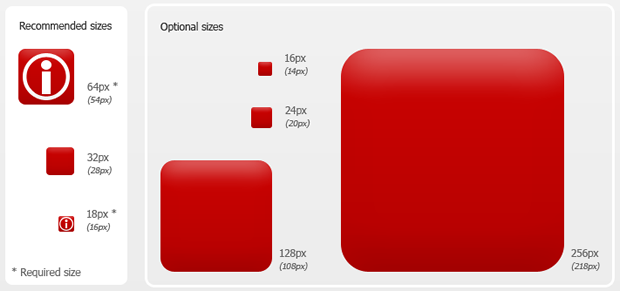 Recommended sizes
64px *
(54px)
32px
(28px)
18px *
(16px)
* Required size
Optional sizes
16px
(14px)
24px
(20px)
128px
(108px)
256px
(218px)